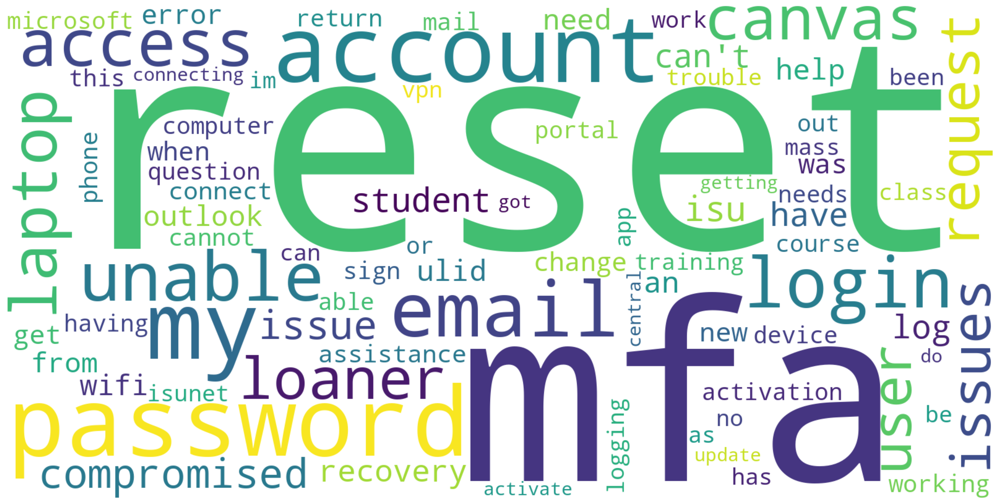 microsoft
error
return
mail
need
work
canvas
access
account
can't
request
this
connecting
im
vpn
trouble
help
been
reset
laptop
phone
computer
when
question
connect
outlook
cannot
student
got
portal
out
mass
was
getting
needs
class
isu
have
app
course
unable
can
or
sign
ulid
change
training
an
login
able
email
central
my
issue
issues
having
get
new
device
log
from
assistance
mfa
user
do
wifi
isunet
loaner
activation
password
logging
no
be
as
update
compromised
recovery
has
activate
working